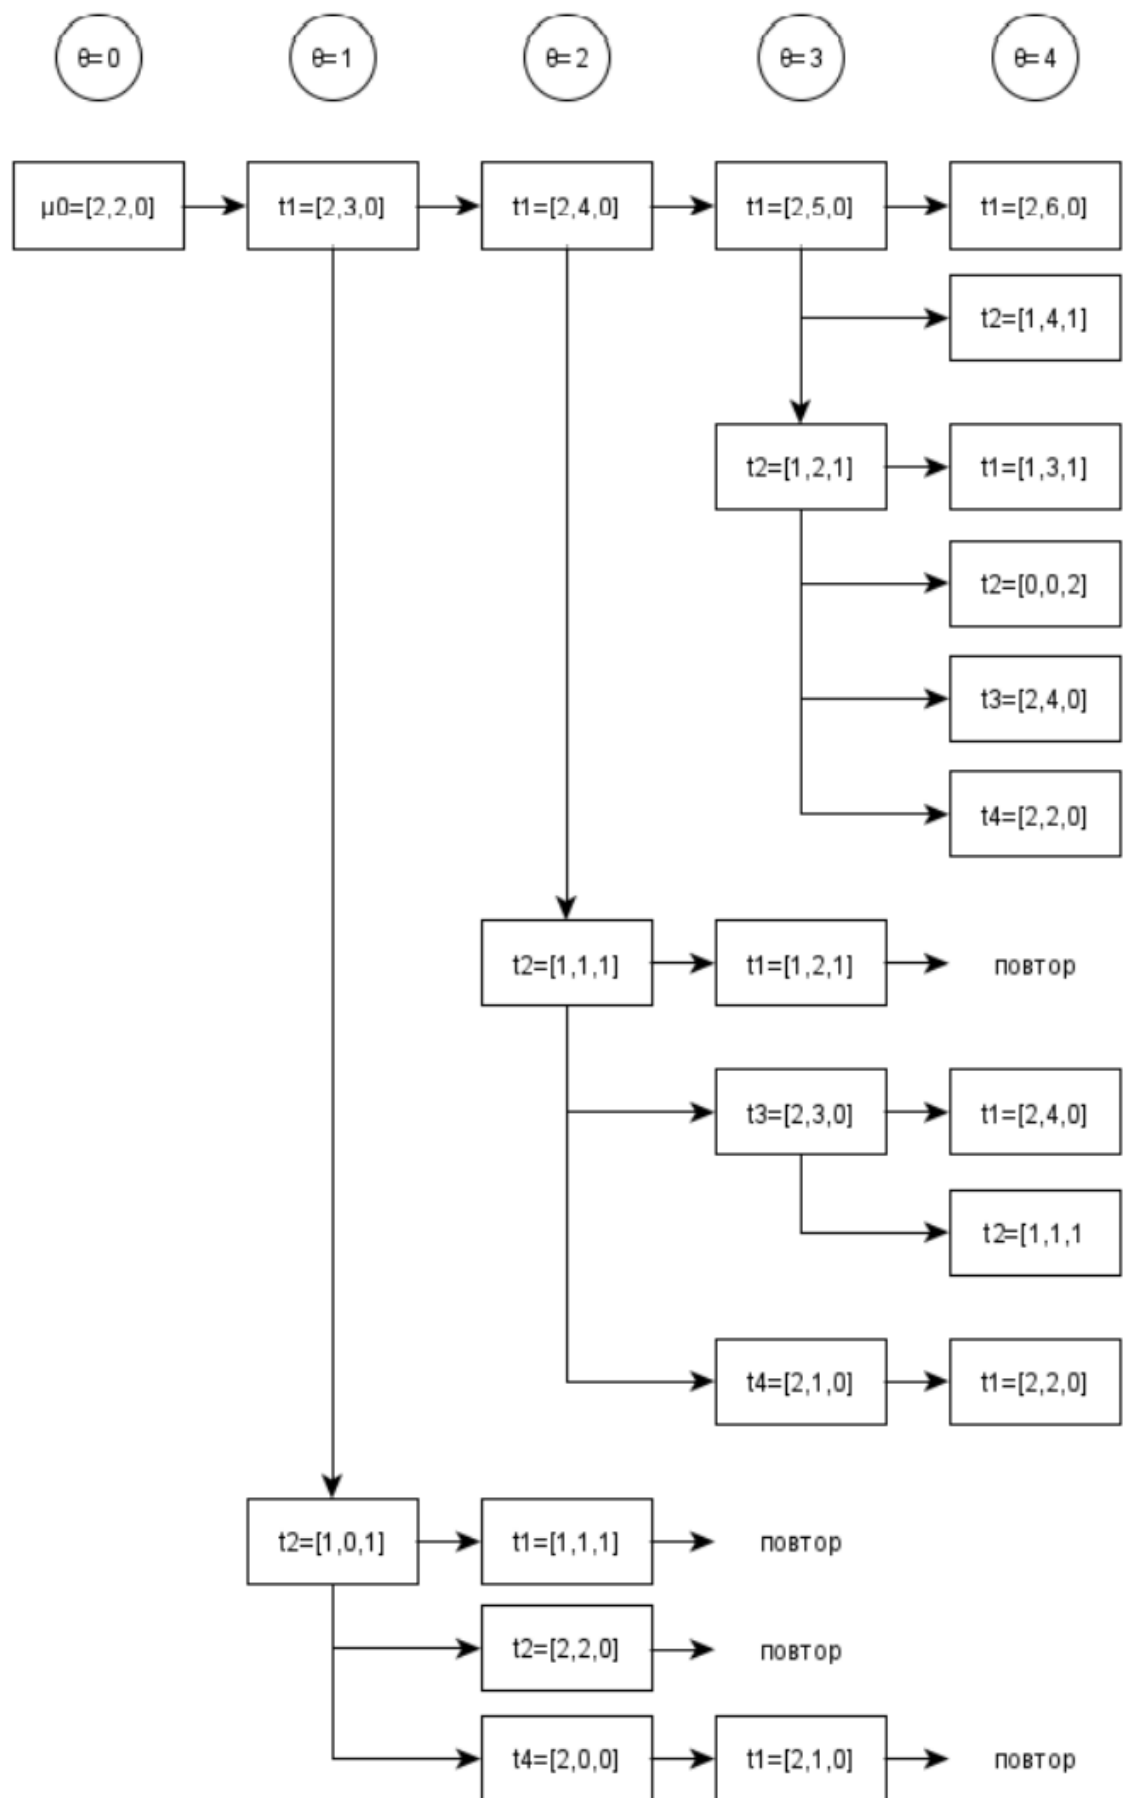 θ=0 θ=1 θ=2 θ=3 θ=4
μ0=[2,2,0] t1=[2,3,0] t1=[2,4,0] t1=[2,5,0] t1=[2,6,0]
t2=[1,4,1]
t2=[1,2,1] t1=[1,3,1]
t2=[0,0,2]
t3=[2,4,0]
t4=[2,2,0]
t2=[1,1,1] t1=[1,2,1] повтор
t3=[2,3,0] t1=[2,4,0]
t2=[1,1,1
t4=[2,1,0] t1=[2,2,0]
t2=[1,0,1] t1=[1,1,1] повтор
t2=[2,2,0] повтор
t4=[2,0,0] t1=[2,1,0] повтор